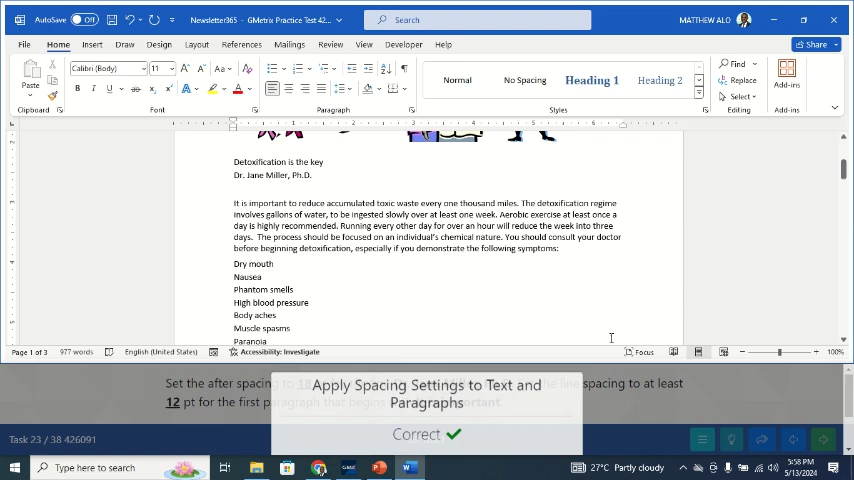 AutoSave Off Newsletter365 - GMetrix Practice Test 42... Search MATTHEW ALO
File Home Insert Draw Design Layout References Mailings Review View Developer Help Share
Paste Calibri (Body) 11 Normal No Spacing Heading 1 Heading 2 Find Replace Select Add-ins
Clipboard Font Paragraph Styles Editing Add-ins
1 2 3 4 5 6
Detoxification is the key
Dr. Jane Miller, Ph.D.
It is important to reduce accumulated toxic waste every one thousand miles. The detoxification regime
involves gallons of water, to be ingested slowly over at least one week. Aerobic exercise at least once a
day is highly recommended. Running every other day for over an hour will reduce the week into three
days. The process should be focused on an individual's chemical nature. You should consult your doctor
before beginning detoxification, especially if you demonstrate the following symptoms:
Dry mouth
Nausea
Phantom smells
High blood pressure
Body aches
Muscle spasms
Paranoia
Page 1 of 3 977 words English (United States) Accessibility: Investigate Focus 100%
Set the after spacing to 18 the line spacing to at least
12 pt for the first paragraph that begins important.
Apply Spacing Settings to Text and
Paragraphs
Correct
Task 23 / 38 426091
Type here to search 27°C Partly cloudy 5:58 PM
5/13/2024